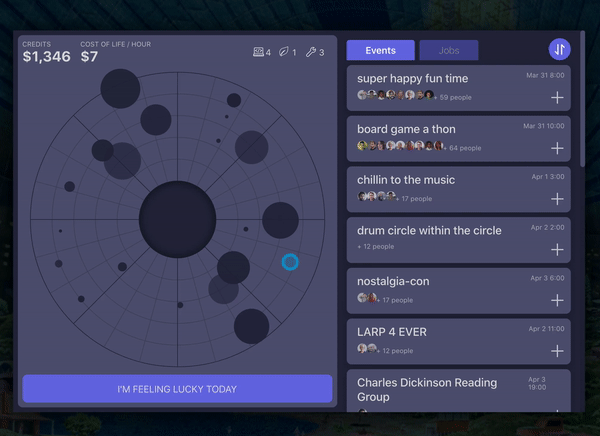 CREDITS
$1,346
COST OF LIFE / HOUR
$7
4
1
3
I'M FEELING LUCKY TODAY
Events
Jobs
super happy fun time
Mar 31 8:00
+ 59 people
board game a thon
Mar 31 10:00
+ 64 people
chillin to the music
Apr 1 3:00
+ 17 people
drum circle within the circle
Apr 2 2:00
+ 12 people
nostalgia-con
Apr 3 6:00
+ 17 people
LARP 4 EVER
Apr 2 11:00
+ 12 people
Charles Dickinson Reading
Group
Apr 3
19:00